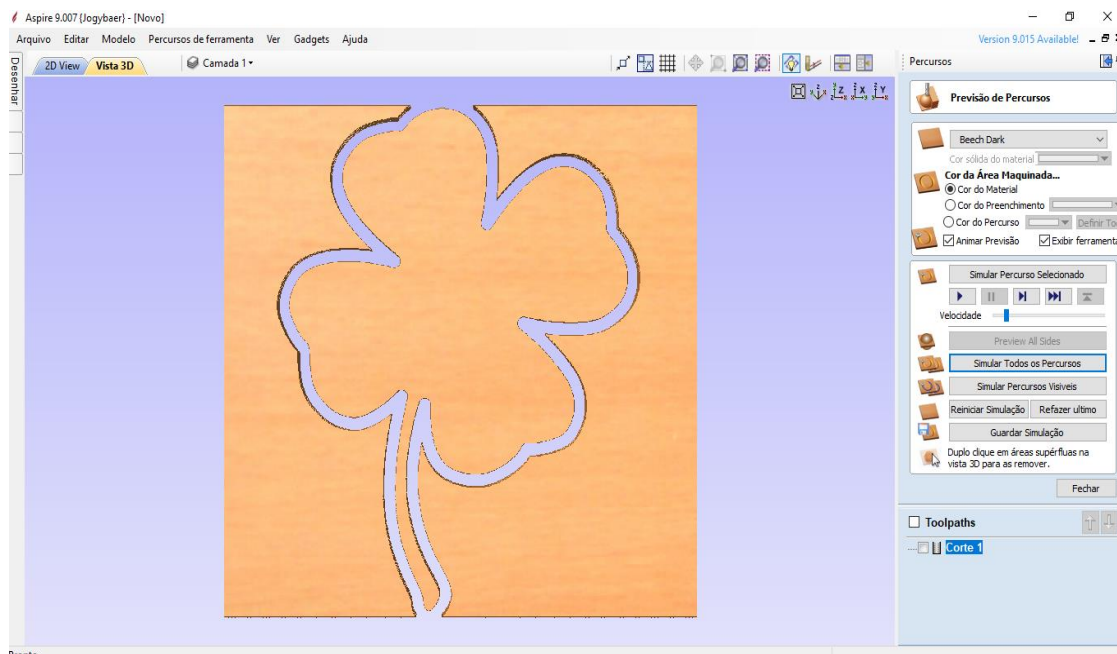 Aspire 9.007 {Jogybaer} - [Novo]
Arquivo Editar Modelo Percursos de ferramenta Ver Gadgets Ajuda
Version 9.015 Available!
Desenhar
2D View
Vista 3D
Camada 1
Percursos
Previsão de Percursos
Beech Dark
Cor sólida do material
Cor da Área Maquinada...
Cor do Material
Cor do Preenchimento
Cor do Percurso
Definir To
Animar Previsão
Exibir ferramenta
Simular Percurso Selecionado
Velocidade
Preview All Sides
Simular Todos os Percursos
Simular Percursos Visiveis
Reiniciar Simulação
Refazer ultimo
Guardar Simulação
Duplo clique em áreas supérfluas na
vista 3D para as remover.
Fechar
Toolpaths
Corte 1